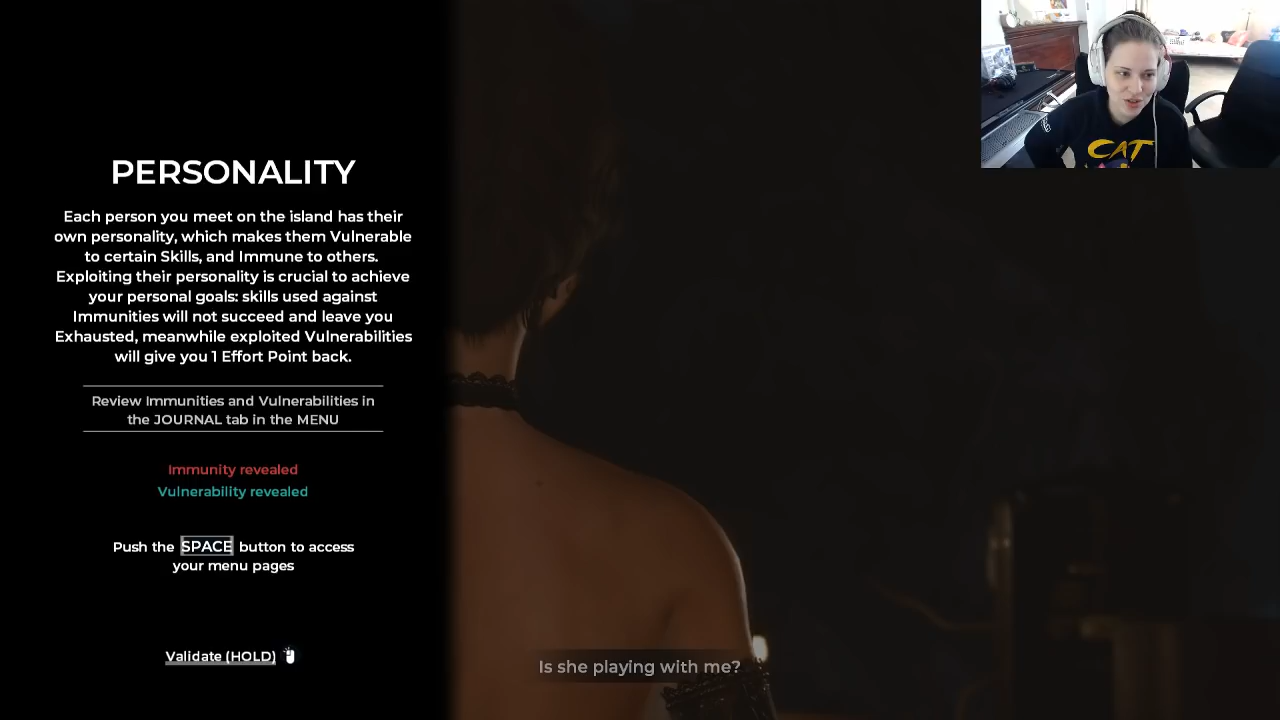 PERSONALITY
Each person you meet on the island has their
own personality, which makes them Vulnerable
to certain Skills, and Immune to others.
Exploiting their personality is crucial to achieve
your personal goals: skills used against
Immunities will not succeed and leave you
Exhausted, meanwhile exploited Vulnerabilities
will give you 1 Effort Point back.
Review Immunities and Vulnerabilities in
the JOURNAL tab in the MENU
Immunity revealed
Vulnerability revealed
Push the SPACE button to access
your menu pages
Validate (HOLD)
Is she playing with me?
CAT